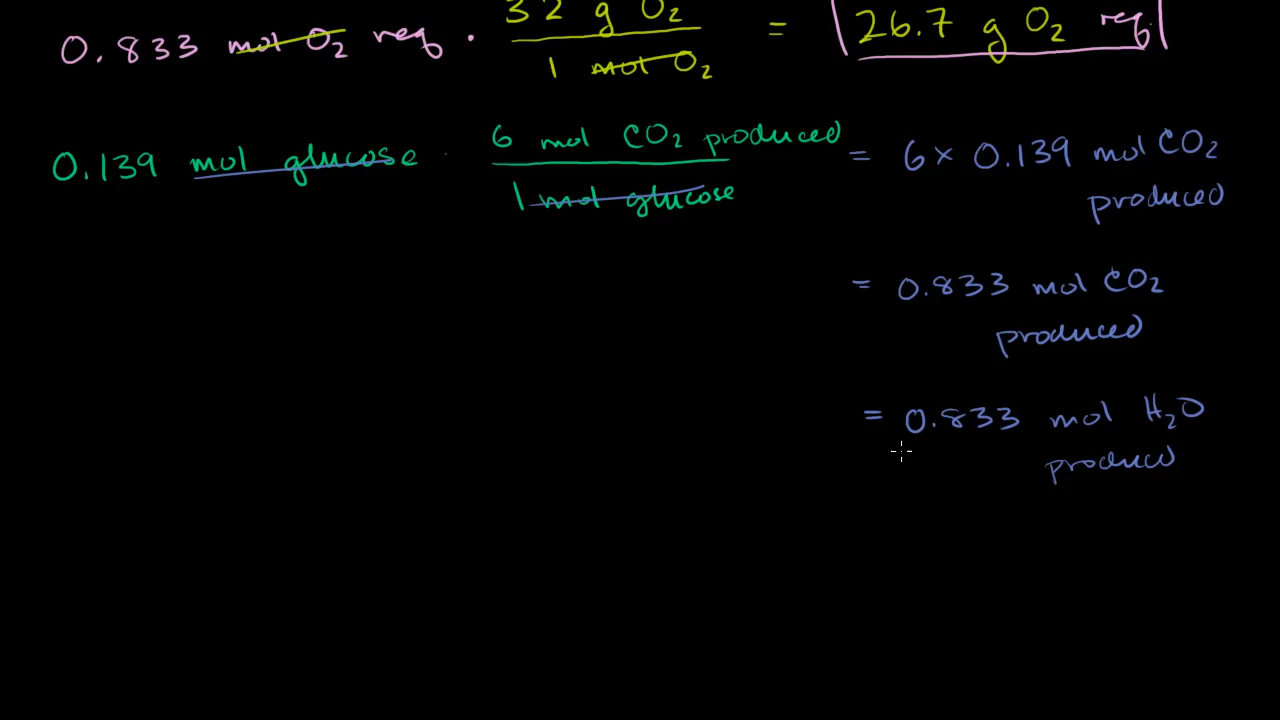 0.833 mol O₂ req · 32 g O₂ / 1 mol O₂ = 26.7 g O₂ req
0.139 mol glucose · 6 mol CO₂ produced / 1 mol glucose = 6 × 0.139 mol CO₂
produced
= 0.833 mol CO₂
produced
= 0.833 mol H₂O
produced